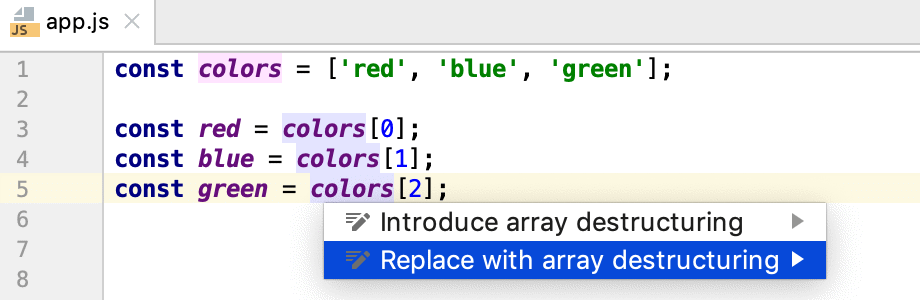 JS app.js
1 const colors = ['red', 'blue', 'green'];
2
3 const red = colors[0];
4 const blue = colors[1];
5 const green = colors[2];
6 Introduce array destructuring
7
8 Replace with array destructuring